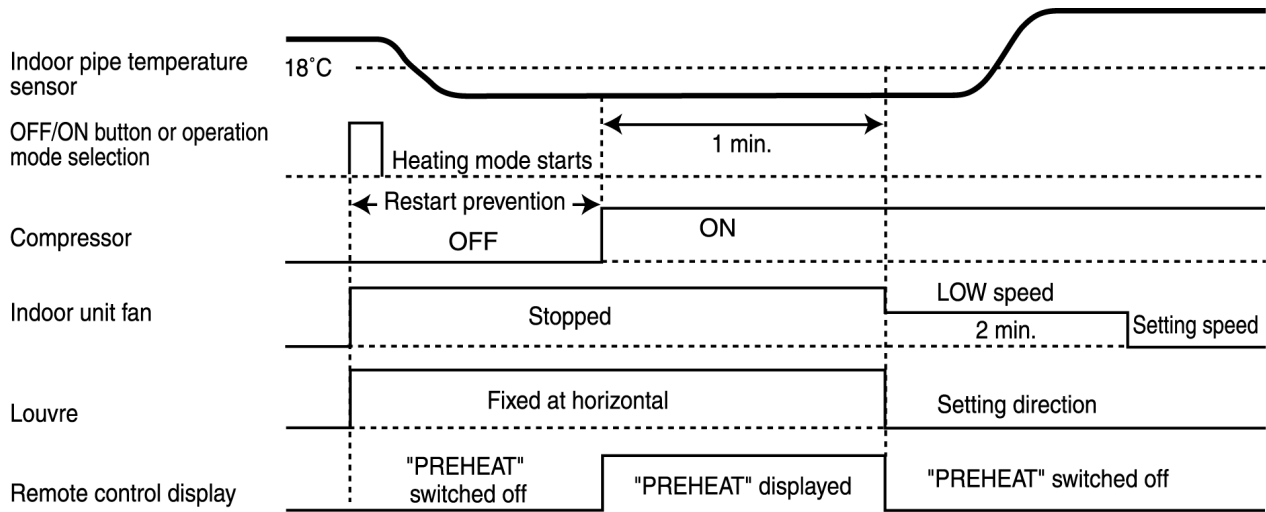 Indoor pipe temperature
sensor
18˚C
OFF/ON button or operation
mode selection
1 min.
Heating mode starts
Restart prevention
Compressor
OFF
ON
Indoor unit fan
Stopped
LOW speed
2 min.
Setting speed
Louvre
Fixed at horizontal
Setting direction
Remote control display
"PREHEAT"
switched off
"PREHEAT" displayed
"PREHEAT" switched off